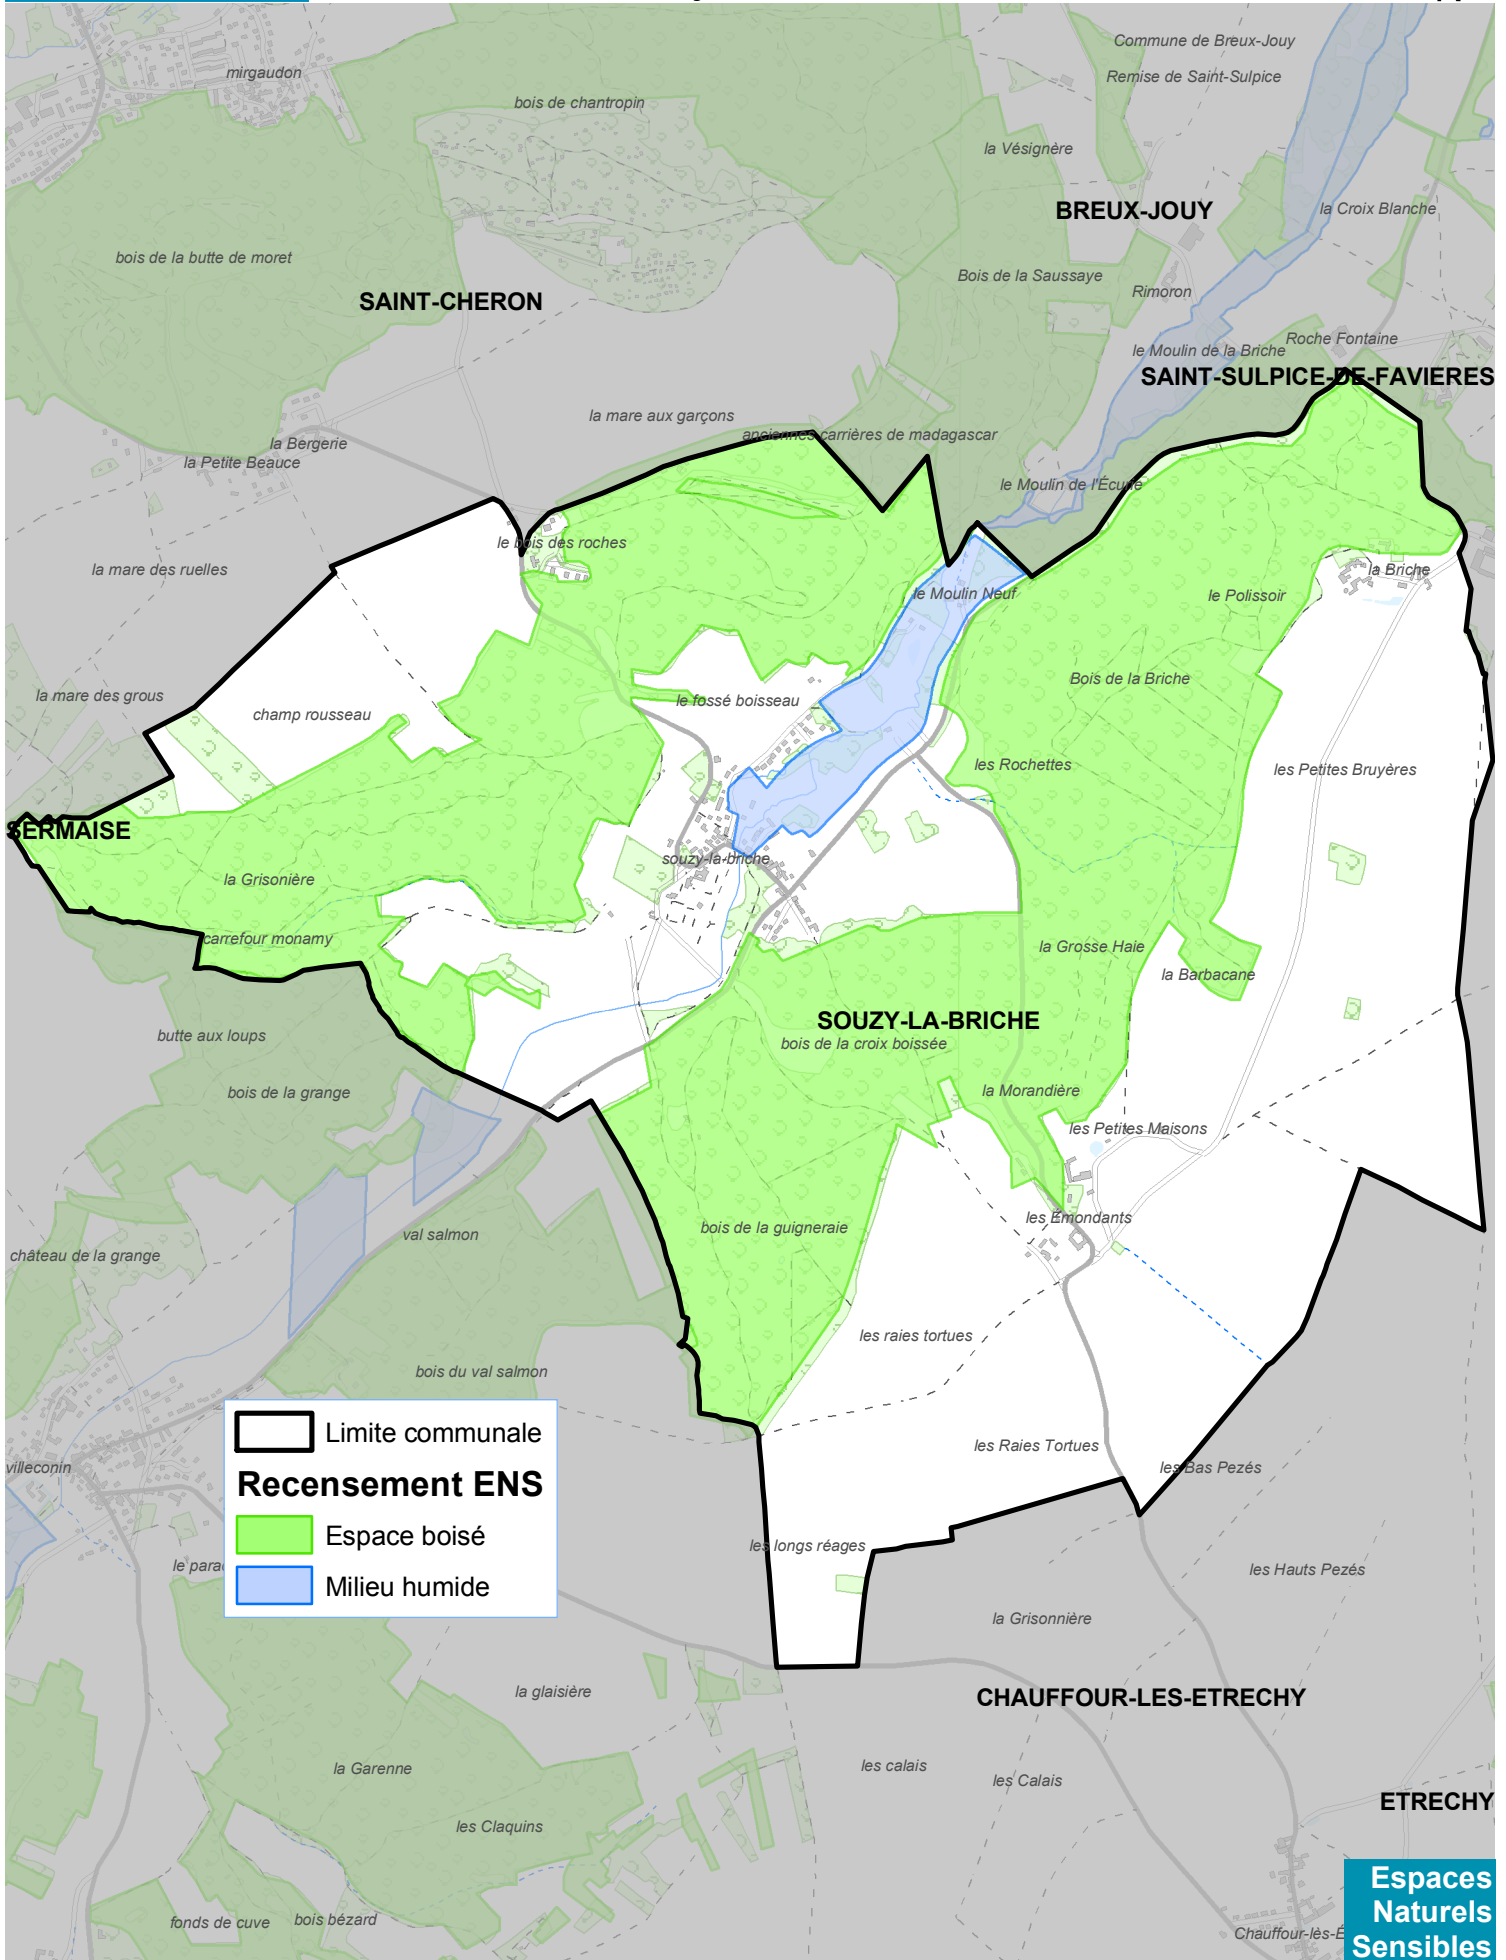 Commune de Breux-Jouy
mirgaudon
Remise de Saint-Sulpice
bois de chantropin
la Vésignère
BREUX-JOUY
la Croix Blanche
bois de la butte de moret
Bois de la Saussaye
SAINT-CHERON
Rimoron
Roche Fontaine
le Moulin de la Briche
SAINT-SULPICE-DE-FAVIERES
la mare aux garçons
anciennes carrières de madagascar
la Bergerie
la Petite Beauce
le Moulin de l'Écurie
le bois des roches
la mare des ruelles
la Briche
le Moulin Neuf
le Polissoir
Bois de la Briche
la mare des grous
le fossé boisseau
champ rousseau
les Rochettes
les Petites Bruyères
SERMAISE
souzy-la-briche
la Grisonière
carrefour monamy
la Grosse Haie
la Barbacane
SOUZY-LA-BRICHE
butte aux loups
bois de la croix boissée
bois de la grange
la Morandière
les Petites Maisons
les Émondants
bois de la guigneraie
val salmon
château de la grange
les raies tortues
bois du val salmon
Limite communale
les Raies Tortues
villeconin
les Bas Pezés
Recensement ENS
Espace boisé
les longs réages
le para
les Hauts Pezés
Milieu humide
la Grisonnière
la glaisière
CHAUFFOUR-LES-ETRECHY
les calais
la Garenne
les Calais
ETRECHY
les Claquins
Espaces
Naturels
Sensibles
fonds de cuve
bois bézard
Chauffour-lès-É